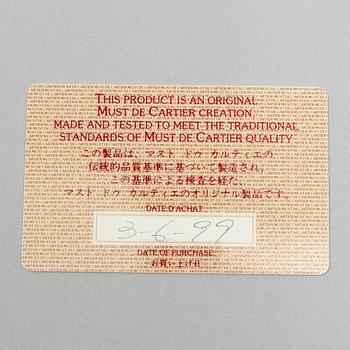 THIS PRODUCT IS AN ORIGINAL
MUST DE CARTIER CREATION,
MADE AND TESTED TO MEET THE TRADITIONAL
STANDARDS OF MUST DE CARTIER QUALITY
この製品は、マスト ドゥ カルティエの
伝統的品質基準に基づいて製造され、
この基準による検査を経た、
マスト ドゥ カルティエのオリジナル製品です。
DATE D'ACHAT
3-6-99
DATE OF PURCHASE
お買い上げ日